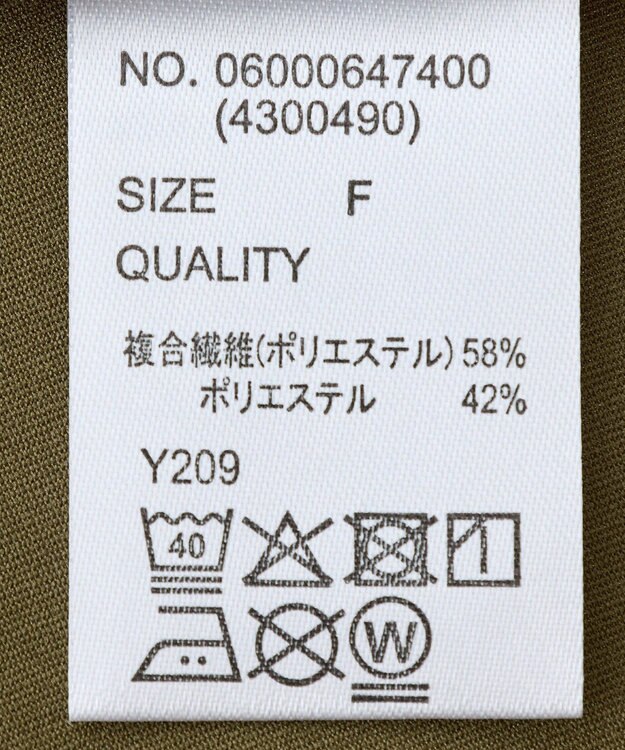 NO. 06000647400
(4300490)
SIZE F
QUALITY
複合繊維(ポリエステル) 58%
ポリエステル 42%
Y209
40
W